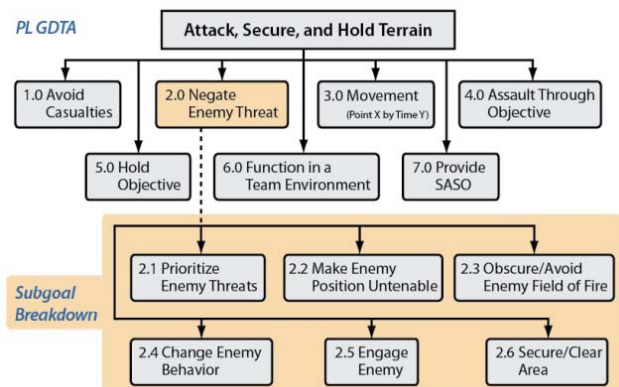 PL GDTA
Attack, Secure, and Hold Terrain
1.0 Avoid
Casualties
2.0 Negate
Enemy Threat
3.0 Movement
(Point X by Time Y)
4.0 Assault Through
Objective
5.0 Hold
Objective
6.0 Function in a
Team Environment
7.0 Provide
SASO
Subgoal
Breakdown
2.1 Prioritize
Enemy Threats
2.2 Make Enemy
Position Untenable
2.3 Obscure/Avoid
Enemy Field of Fire
2.4 Change Enemy
Behavior
2.5 Engage
Enemy
2.6 Secure/Clear
Area